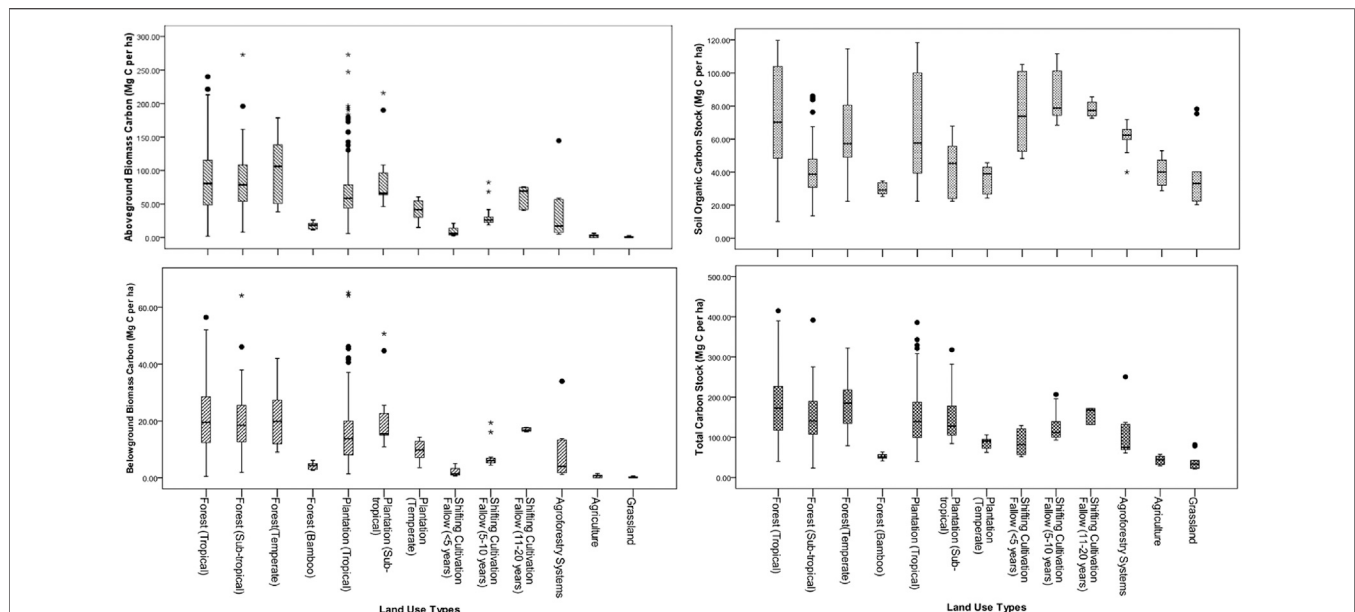 Aboveground Biomass Carbon (Mg C per ha)
300.00
250.00
200.00
150.00
100.00
50.00
0.00
Soil Organic Carbon Stock (Mg C per ha)
120.00
100.00
80.00
60.00
40.00
20.00
0.00
Belowground Biomass Carbon (Mg C per ha)
60.00
40.00
20.00
0.00
Forest (Tropical)
Forest (Sub-tropical)
Forest(Temperate)
Forest (Bamboo)
Plantation (Tropical)
Plantation (Sub-
tropical)
Plantation
(Temperate)
Shifting Cultivation
Fallow (<5 years)
Shifting Cultivation
Fallow (5-10 years)
Shifting Cultivation
Fallow (11-20 years)
Agroforestry Systems
Agriculture
Grassland
Land Use Types
Total Carbon Stock (Mg C per ha)
500.00
400.00
300.00
200.00
100.00
0.00
Forest (Tropical)
Forest (Sub-tropical)
Forest(Temperate)
Forest (Bamboo)
Plantation (Tropical)
Plantation (Sub-
tropical)
Plantation
(Temperate)
Shifting Cultivation
Fallow (<5 years)
Shifting Cultivation
Fallow (5-10 years)
Shifting Cultivation
Fallow (11-20 years)
Agroforestry Systems
Agriculture
Grassland
Land Use Types